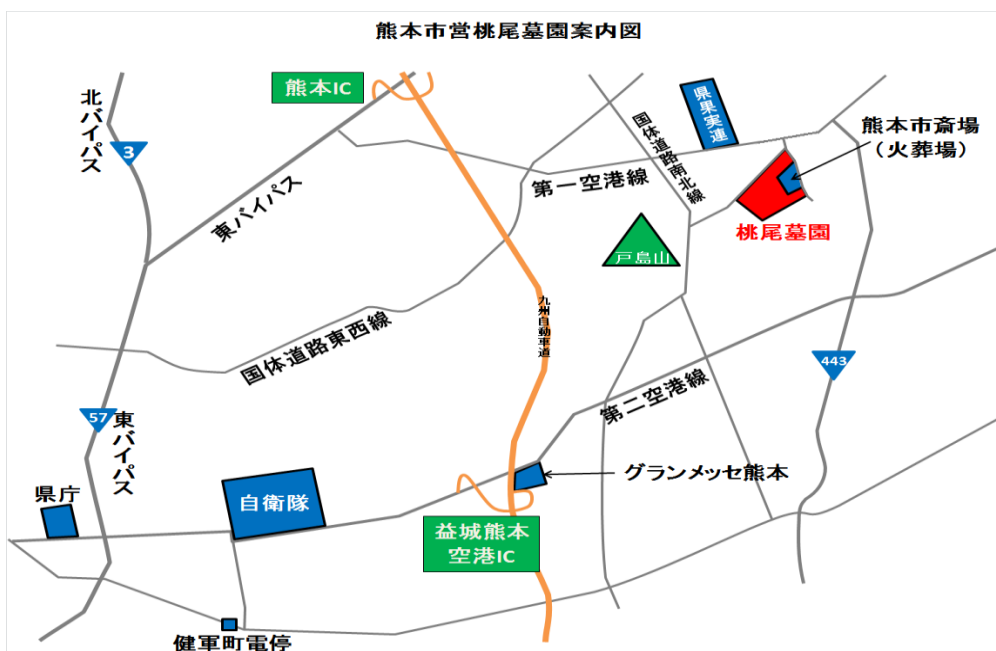 熊本市営桃尾墓園案内図
熊本IC
北バイパス
3
東バイパス
国体道路南北線
県果実連
熊本市斎場
（火葬場）
第一空港線
桃尾墓園
戸島山
九州自動車道
国体道路東西線
第二空港線
443
57
東バイパス
県庁
自衛隊
グランメッセ熊本
益城熊本
空港IC
健軍町電停